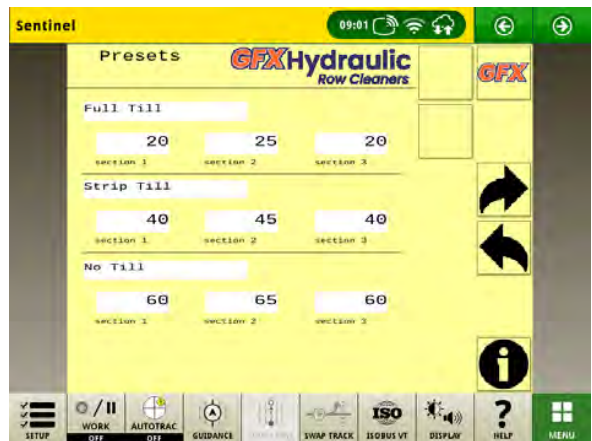 Sentinel 09:01
Presets GFX Hydraulic
Row Cleaners
GFX
Full Till
20 25 20
section 1 section 2 section 3
Strip Till
40 45 40
section 1 section 2 section 3
No Till
60 65 60
section 1 section 2 section 3
SETUP
WORK
OFF
AUTOTRAC
OFF
GUIDANCE
SWAP TRACK
ISO
ISOBUS VT
DISPLAY
?
HELP
MENU